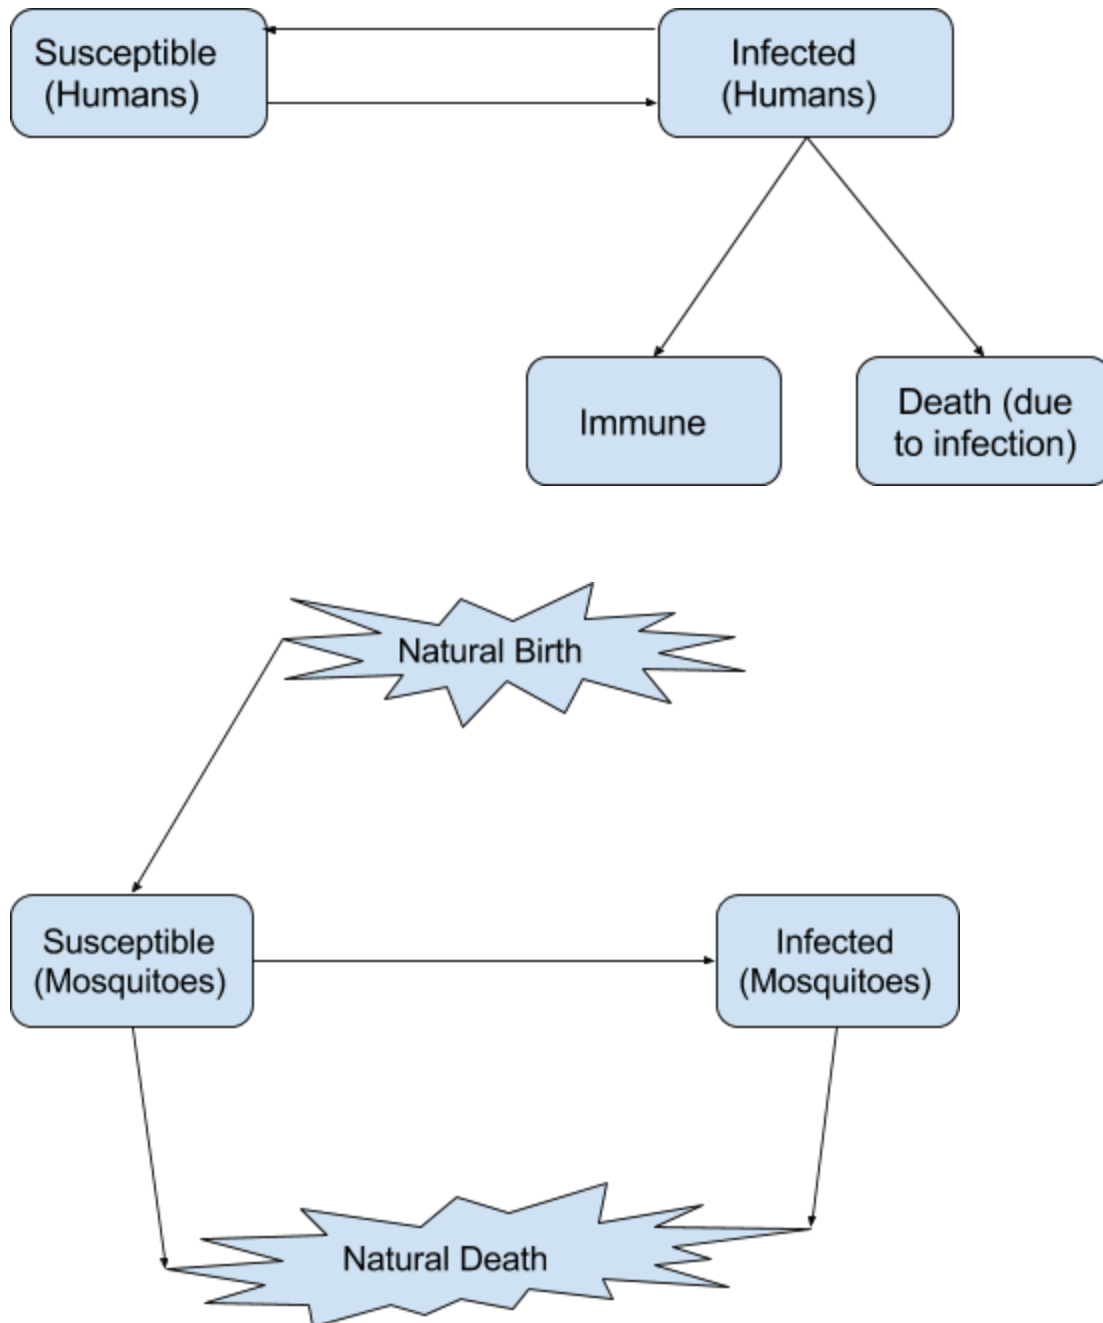 Susceptible
(Humans)
Infected
(Humans)
Immune
Death (due
to infection)
Natural Birth
Susceptible
(Mosquitoes)
Infected
(Mosquitoes)
Natural Death